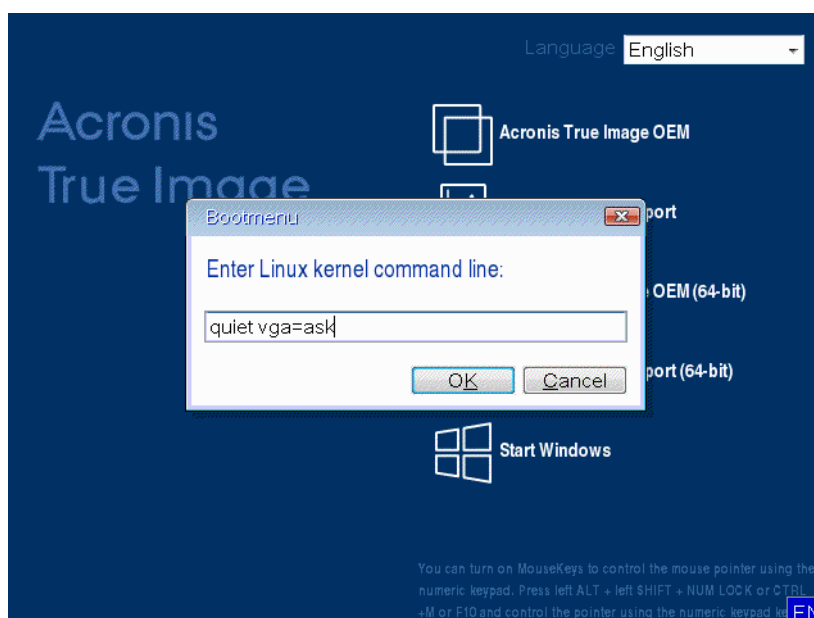 Language English
Acronis
True Image
Acronis True Image OEM
port
OEM (64-bit)
port (64-bit)
Start Windows
Bootmenu
Enter Linux kernel command line:
quiet vga=ask
OK
Cancel
You can turn on MouseKeys to control the mouse pointer using the
numeric keypad. Press left ALT + left SHIFT + NUM LOCK or CTRL
+M or F10 and control the pointer using the numeric keypad ke
EN